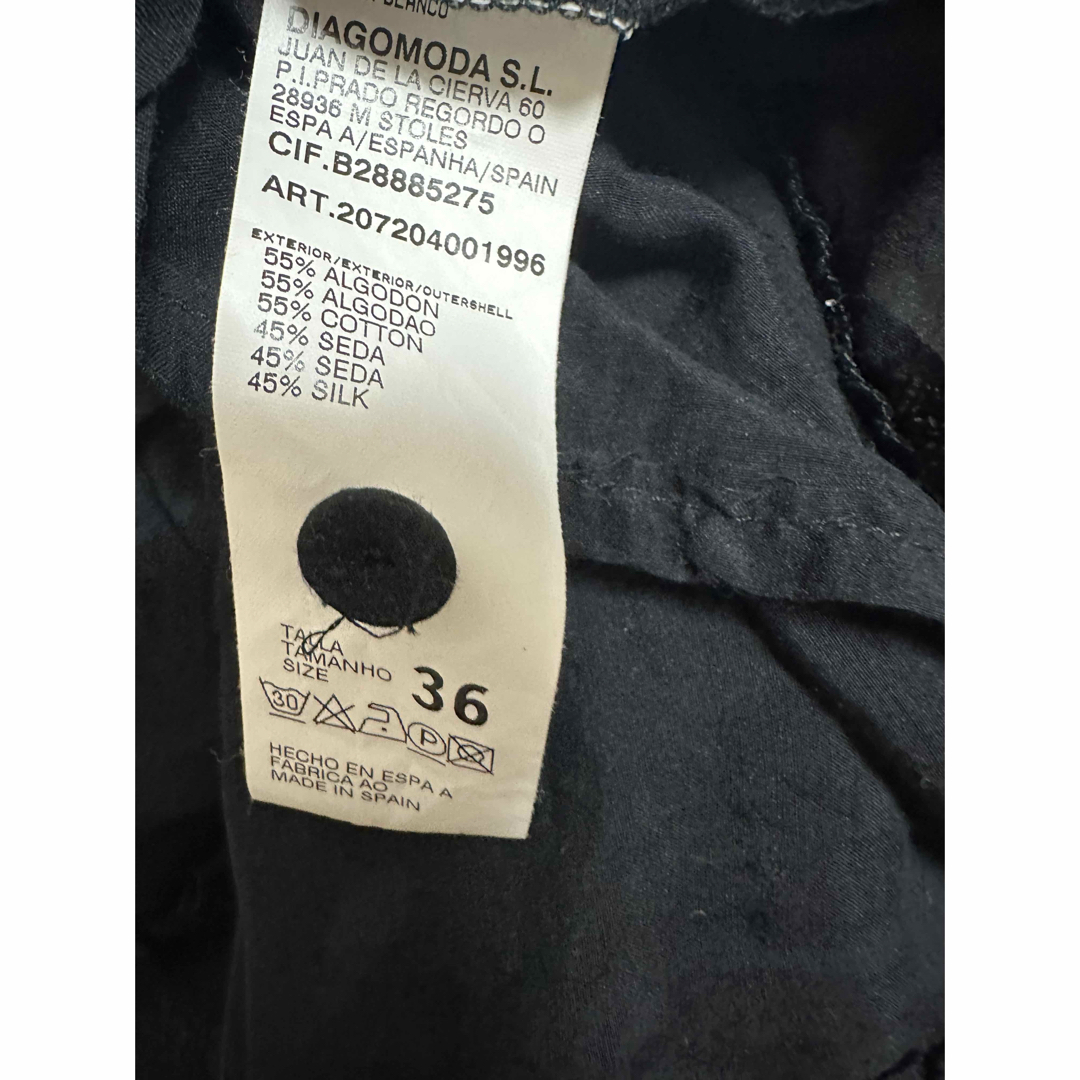 BLANCO
DIAGOMODA S.L.
JUAN DE LA CIERVA 60
P.I.PRADO REGORDO O
28936 M STOLES
ESPA A/ESPANHA/SPAIN
CIF.B28885275
ART.207204001996
EXTERIOR/EXTERIOR/OUTERSHELL
55% ALGODON
55% ALGODAO
55% COTTON
45% SEDA
45% SEDA
45% SILK
TALLA
TAMANHO
SIZE
36
30
P
HECHO EN ESPA A
FABRICA AO
MADE IN SPAIN